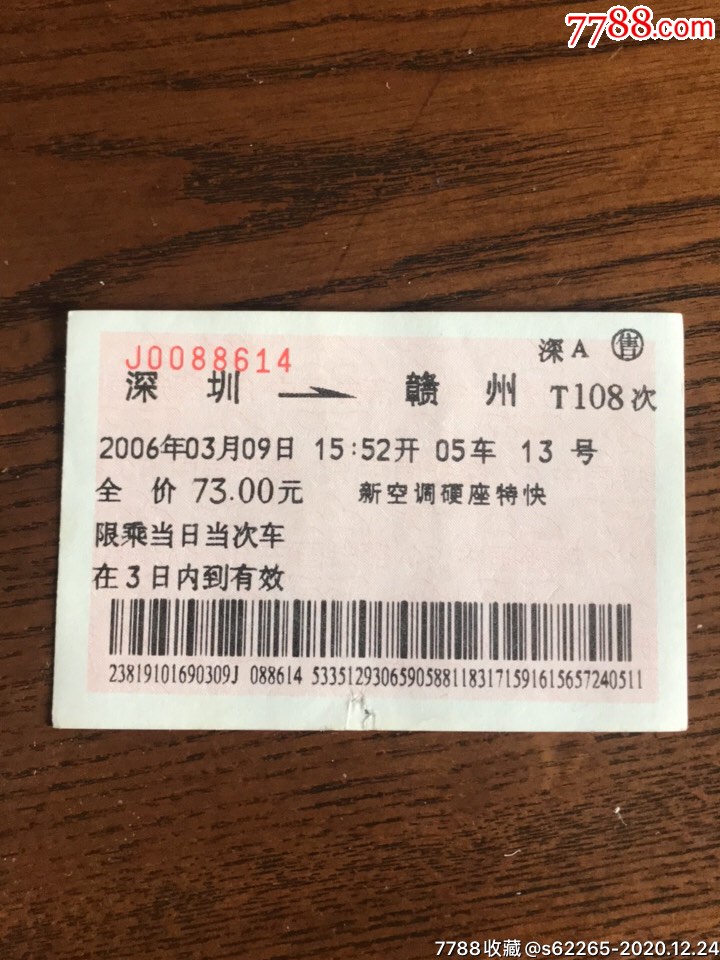 7788.com
J0088614
深A 售
深 圳 → 赣 州 T108次
2006年03月09日 15:52开 05车 13 号
全 价 73.00元 新空调硬座特快
限乘当日当次车
在3日内到有效
23819101690309J 088614 53351293065905881183171591615657240511
7788收藏@s62265-2020.12.24